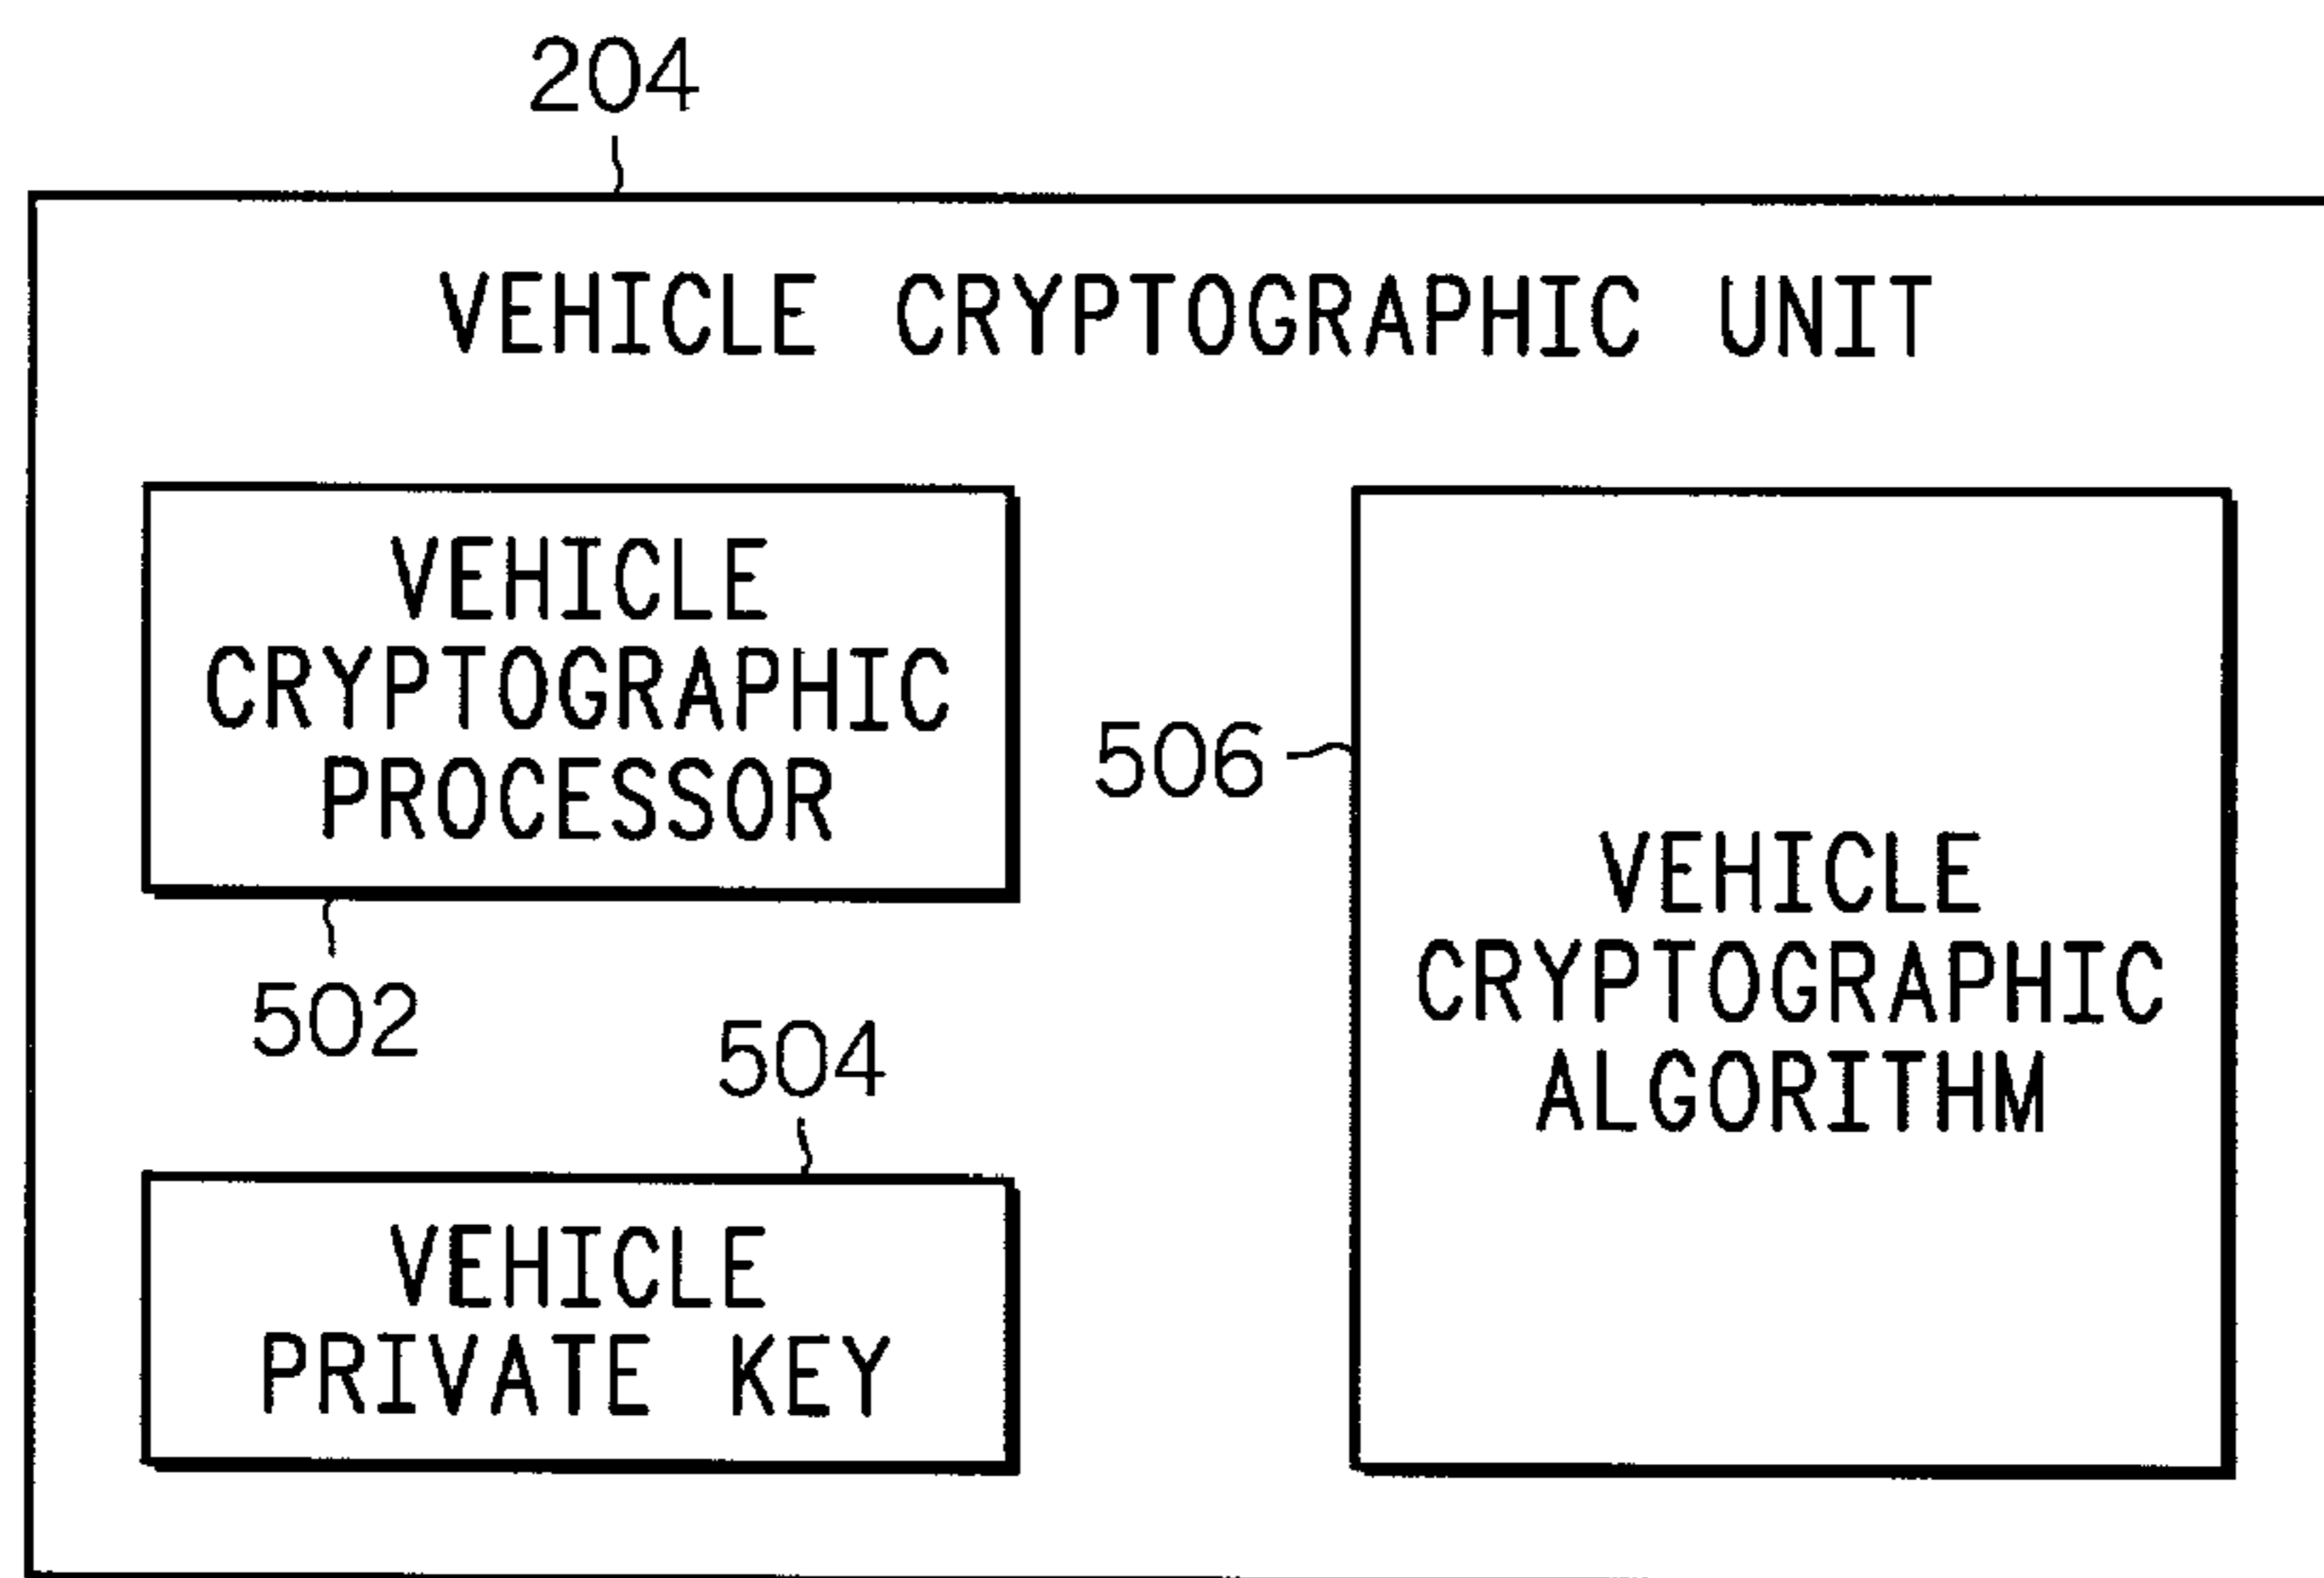 204
VEHICLE CRYPTOGRAPHIC UNIT
VEHICLE
CRYPTOGRAPHIC
PROCESSOR
502
504
VEHICLE
PRIVATE KEY
506
VEHICLE
CRYPTOGRAPHIC
ALGORITHM